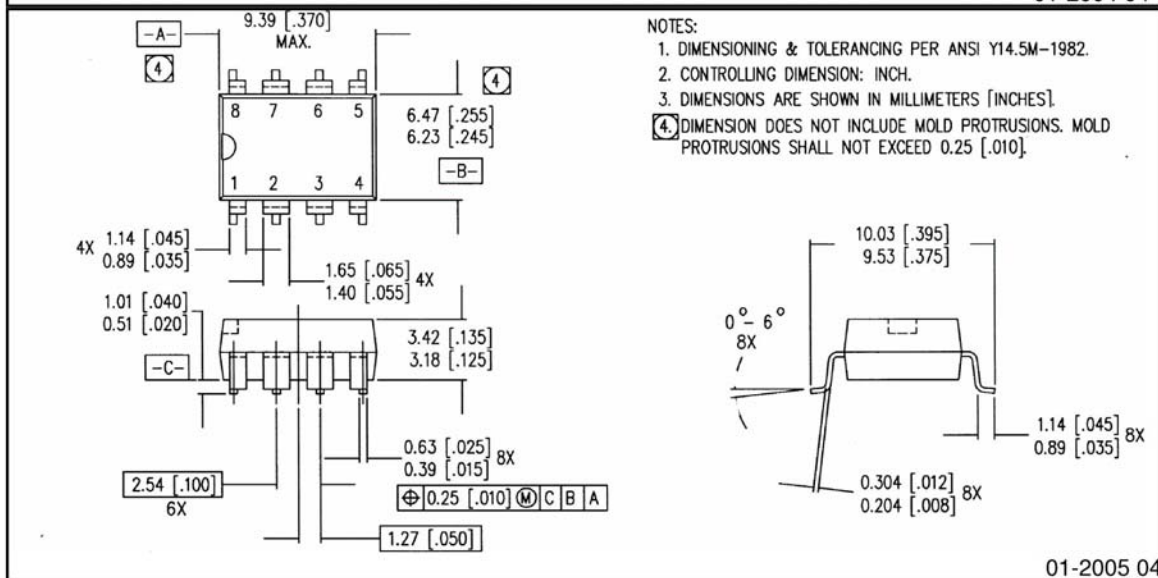 9.39 [.370]
MAX.
-A-
4
4
8 7 6 5
1 2 3 4
6.47 [.255]
6.23 [.245]
-B-
4X 1.14 [.045]
0.89 [.035]
1.65 [.065] 4X
1.40 [.055]
1.01 [.040]
0.51 [.020]
-C-
3.42 [.135]
3.18 [.125]
0.63 [.025] 8X
0.39 [.015]
2.54 [.100]
6X
⌖ 0.25 [.010] Ⓜ C B A
1.27 [.050]
NOTES:
1. DIMENSIONING & TOLERANCING PER ANSI Y14.5M-1982.
2. CONTROLLING DIMENSION: INCH.
3. DIMENSIONS ARE SHOWN IN MILLIMETERS [INCHES].
4. DIMENSION DOES NOT INCLUDE MOLD PROTRUSIONS. MOLD
PROTRUSIONS SHALL NOT EXCEED 0.25 [.010].
10.03 [.395]
9.53 [.375]
0°- 6°
8X
1.14 [.045] 8X
0.89 [.035]
0.304 [.012] 8X
0.204 [.008]
01-2005 04